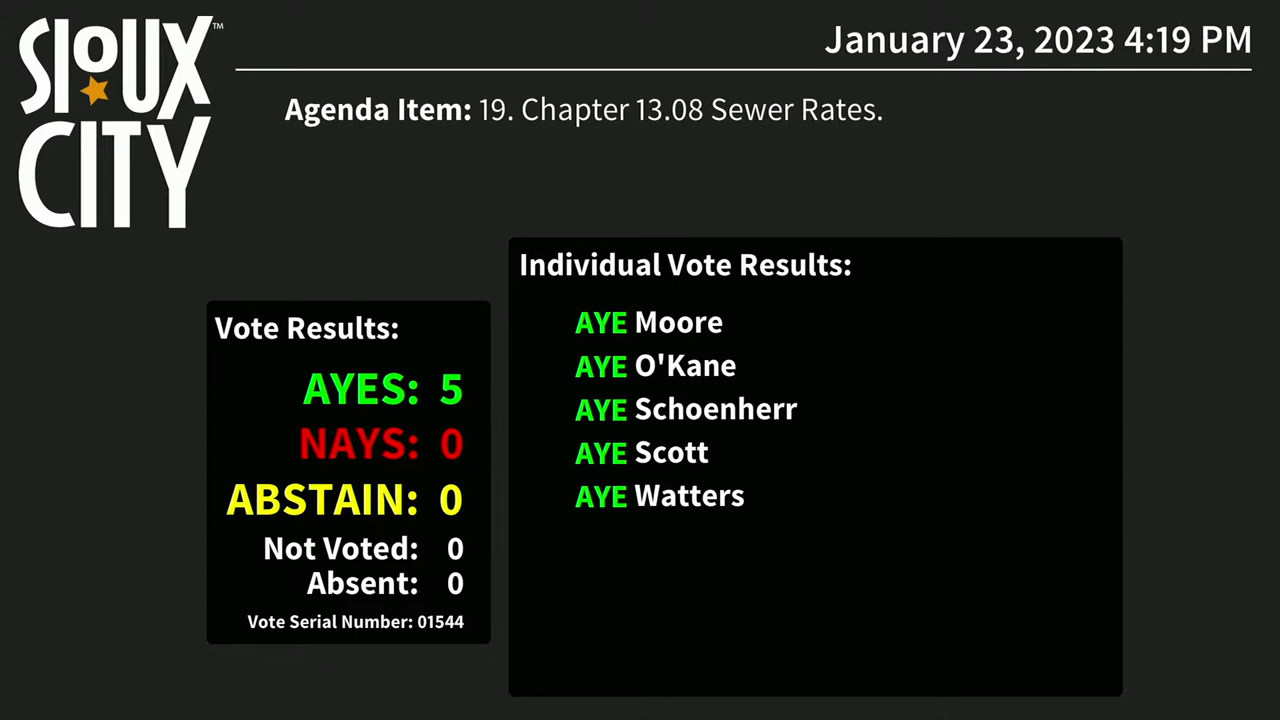 SIOUX™
CITY
January 23, 2023 4:19 PM
Agenda Item: 19. Chapter 13.08 Sewer Rates.
Vote Results:
AYES: 5
NAYS: 0
ABSTAIN: 0
Not Voted: 0
Absent: 0
Vote Serial Number: 01544
Individual Vote Results:
AYE Moore
AYE O'Kane
AYE Schoenherr
AYE Scott
AYE Watters